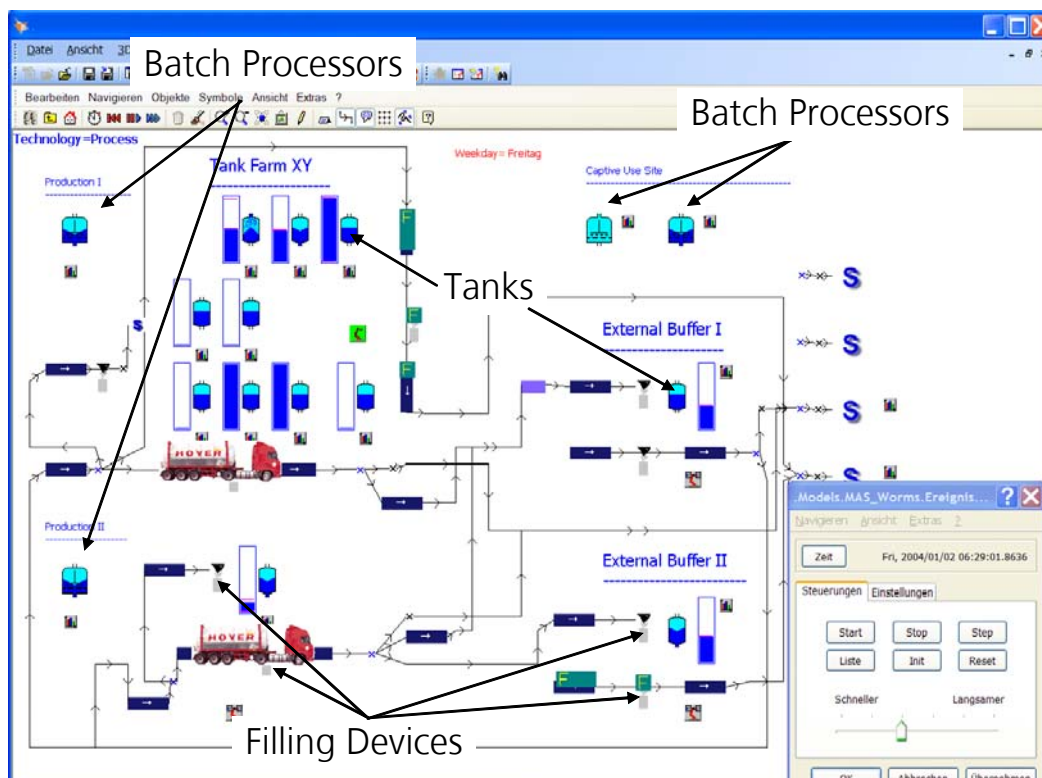 Datei Ansicht 3D
Batch Processors
Bearbeiten Navigieren Objekte Symbole Ansicht Extras ?
Batch Processors
Technology=Process
Weekday= Freitag
Tank Farm XY
Production I
Captive Use Site
F
Tanks
S
F
External Buffer I
S
S
F
S
HOYER
S
.Models.MAS_Worms.Ereignis...
Navigieren Ansicht Extras ?
Production II
Zeit Fri, 2004/01/02 06:29:01.8636
External Buffer II
Steuerungen Einstellungen
Start Stop Step
HOYER
Liste Init Reset
F F
Schneller Langsamer
Filling Devices
OK Abbrechen Übernehmen